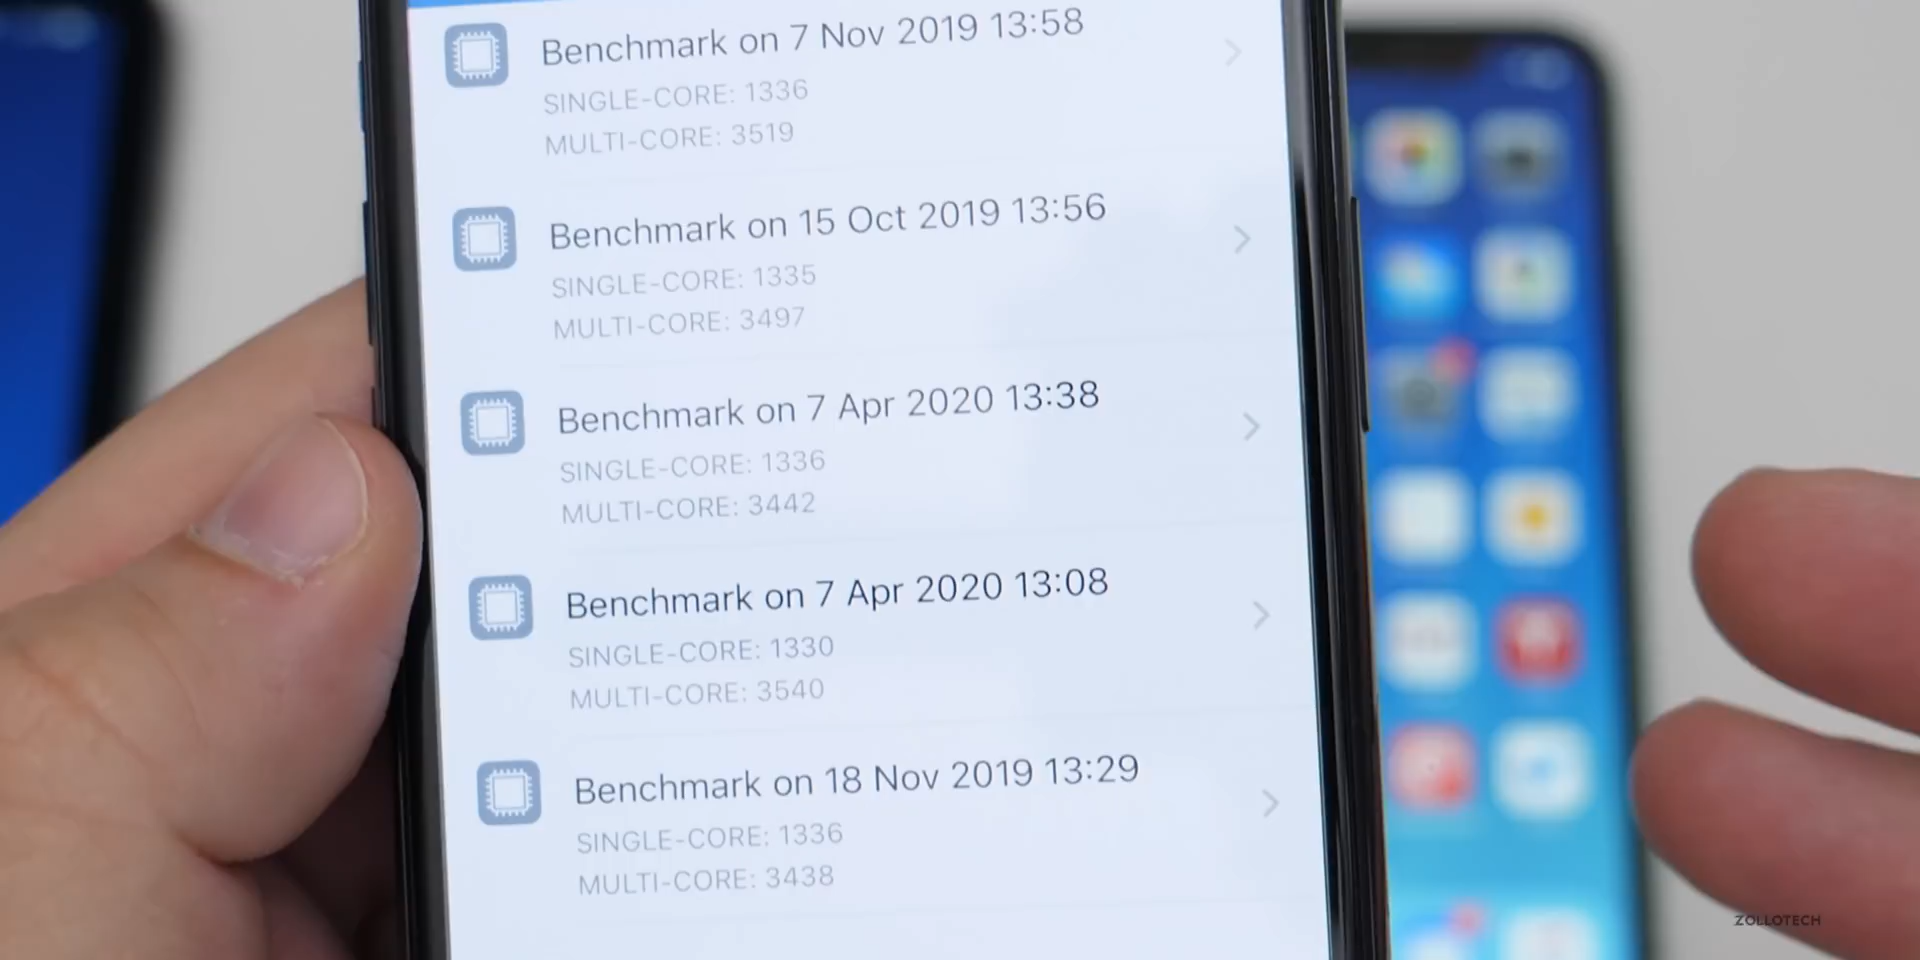 Benchmark on 7 Nov 2019 13:58
SINGLE-CORE: 1336
MULTI-CORE: 3519
Benchmark on 15 Oct 2019 13:56
SINGLE-CORE: 1335
MULTI-CORE: 3497
Benchmark on 7 Apr 2020 13:38
SINGLE-CORE: 1336
MULTI-CORE: 3442
Benchmark on 7 Apr 2020 13:08
SINGLE-CORE: 1330
MULTI-CORE: 3540
Benchmark on 18 Nov 2019 13:29
SINGLE-CORE: 1336
MULTI-CORE: 3438
ZOLLOTECH